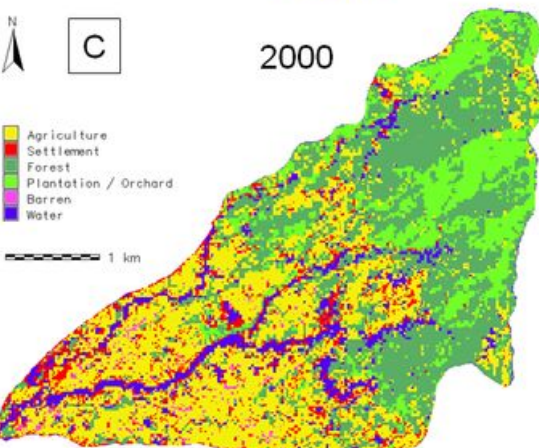 N
C
2000
Agriculture
Settlement
Forest
Plantation / Orchard
Barren
Water
1 km